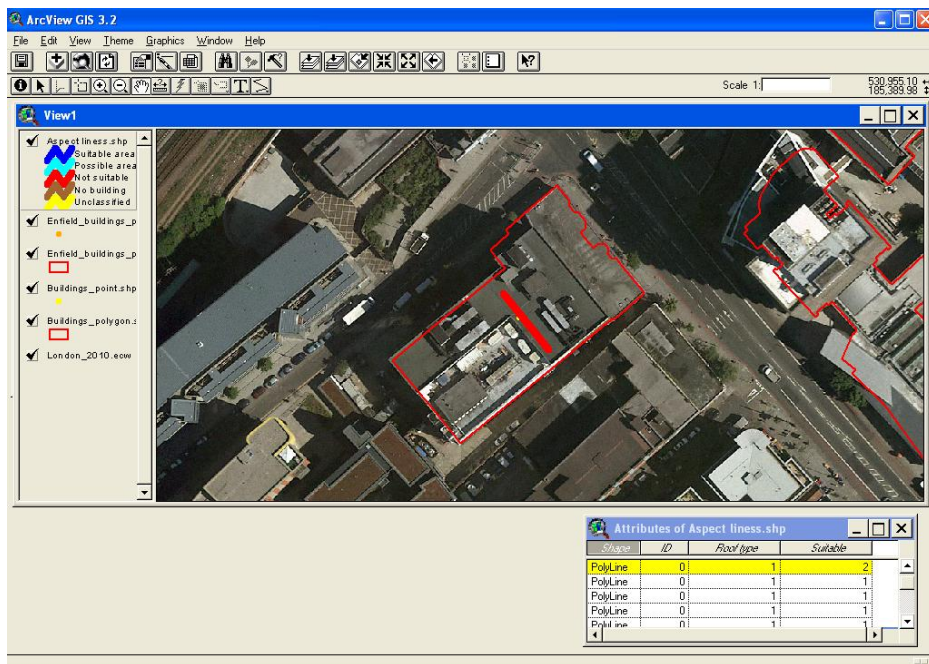 ArcView GIS 3.2
File Edit View Theme Graphics Window Help
Scale 1:
530,955.10
185,389.98
View1
Aspect liness.shp
Suitable area
Possible area
Not suitable
No building
Unclassified
Enfield_buildings_p
Enfield_buildings_p
Buildings_point.shp
Buildings_polygon.s
London_2010.ecw
Attributes of Aspect liness.shp
Shape ID Roof type Suitable
PolyLine 0 1 2
PolyLine 0 1 1
PolyLine 0 1 1
PolyLine 0 1 1
PolyLine 0 1 1